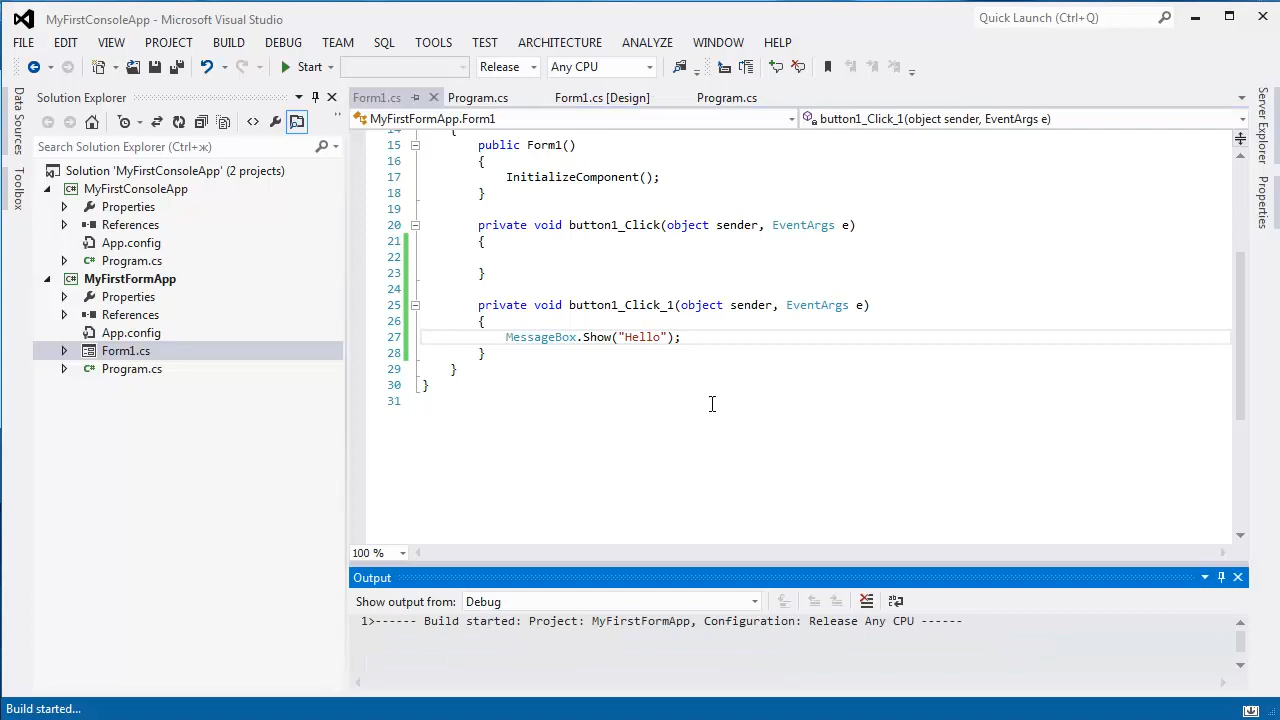 MyFirstConsoleApp - Microsoft Visual Studio
Quick Launch (Ctrl+Q)
FILE EDIT VIEW PROJECT BUILD DEBUG TEAM SQL TOOLS TEST ARCHITECTURE ANALYZE WINDOW HELP
Start Release Any CPU
Data Sources
Toolbox
Solution Explorer
Search Solution Explorer (Ctrl+ж)
Solution 'MyFirstConsoleApp' (2 projects)
MyFirstConsoleApp
Properties
References
App.config
Program.cs
MyFirstFormApp
Properties
References
App.config
Form1.cs
Program.cs
Form1.cs Program.cs Form1.cs [Design] Program.cs
MyFirstFormApp.Form1 button1_Click_1(object sender, EventArgs e)
14 {
15 public Form1()
16 {
17 InitializeComponent();
18 }
19
20 private void button1_Click(object sender, EventArgs e)
21 {
22
23 }
24
25 private void button1_Click_1(object sender, EventArgs e)
26 {
27 MessageBox.Show("Hello");
28 }
29 }
30 }
31
100 %
Output
Show output from: Debug
1>------ Build started: Project: MyFirstFormApp, Configuration: Release Any CPU ------
Server Explorer
Properties
Build started...